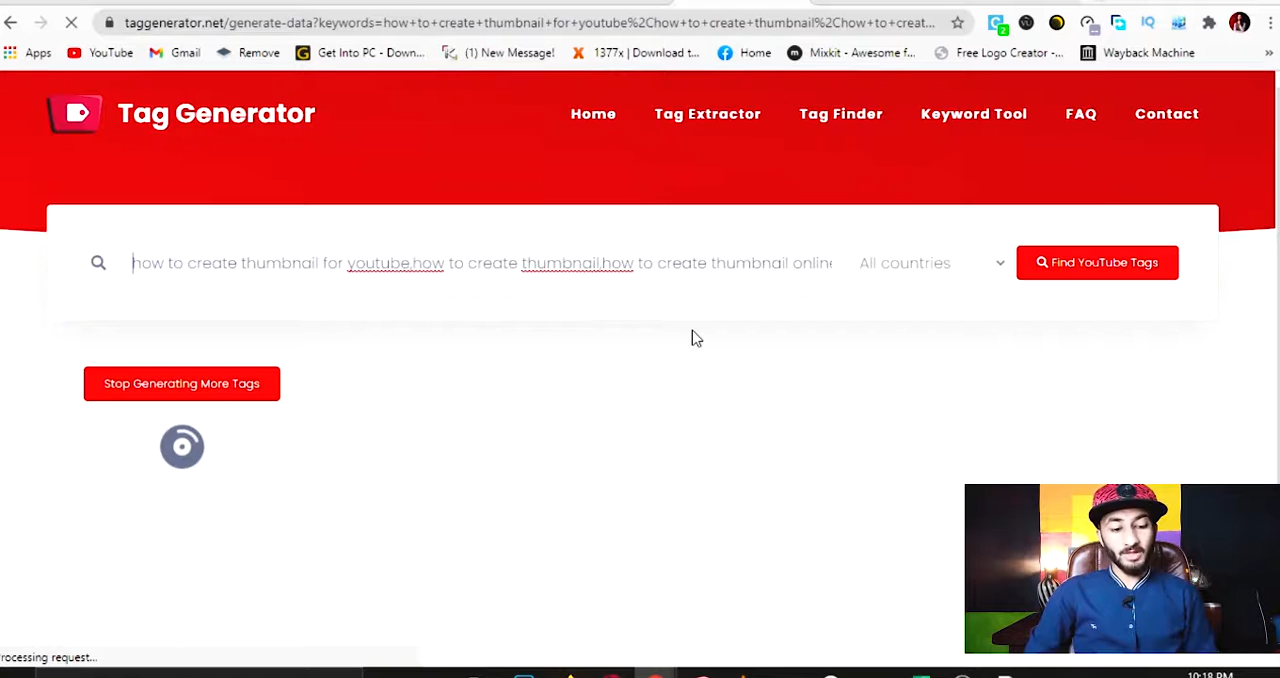 taggenerator.net/generate-data?keywords=how+to+create+thumbnail+for+youtube%2Chow+to+create+thumbnail%2Chow+to+creat...
Apps YouTube Gmail Remove Get Into PC - Down... (1) New Message! 1377x | Download t... Home Mixkit - Awesome f... Free Logo Creator -... Wayback Machine »
Tag Generator Home Tag Extractor Tag Finder Keyword Tool FAQ Contact
how to create thumbnail for youtube,how to create thumbnail,how to create thumbnail online All countries Find YouTube Tags
Stop Generating More Tags
rocessing request...
10:18 PM